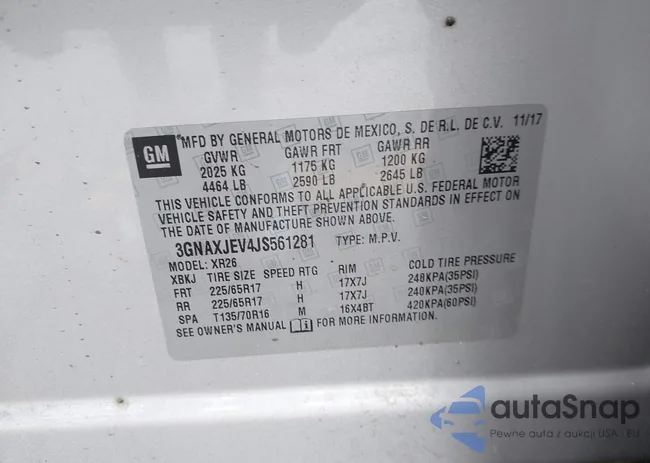 GM
MFD BY GENERAL MOTORS DE MEXICO, S. DE R.L. DE C.V. 11/17
GVWR GAWR FRT GAWR RR
2025 KG 1175 KG 1200 KG
4464 LB 2590 LB 2645 LB
THIS VEHICLE CONFORMS TO ALL APPLICABLE U.S. FEDERAL MOTOR
VEHICLE SAFETY AND THEFT PREVENTION STANDARDS IN EFFECT ON
THE DATE OF MANUFACTURE SHOWN ABOVE.
3GNAXJEV4JS561281 TYPE: M.P.V.
MODEL: XR26
XBKJ TIRE SIZE SPEED RTG RIM COLD TIRE PRESSURE
FRT 225/65R17 H 17X7J 240KPA(35PSI)
RR 225/65R17 H 17X7J 240KPA(35PSI)
SPA T135/70R16 M 16X4BT 420KPA(60PSI)
SEE OWNER'S MANUAL FOR MORE INFORMATION.
autoSnap
Pewne auta z aukcji USA - EU